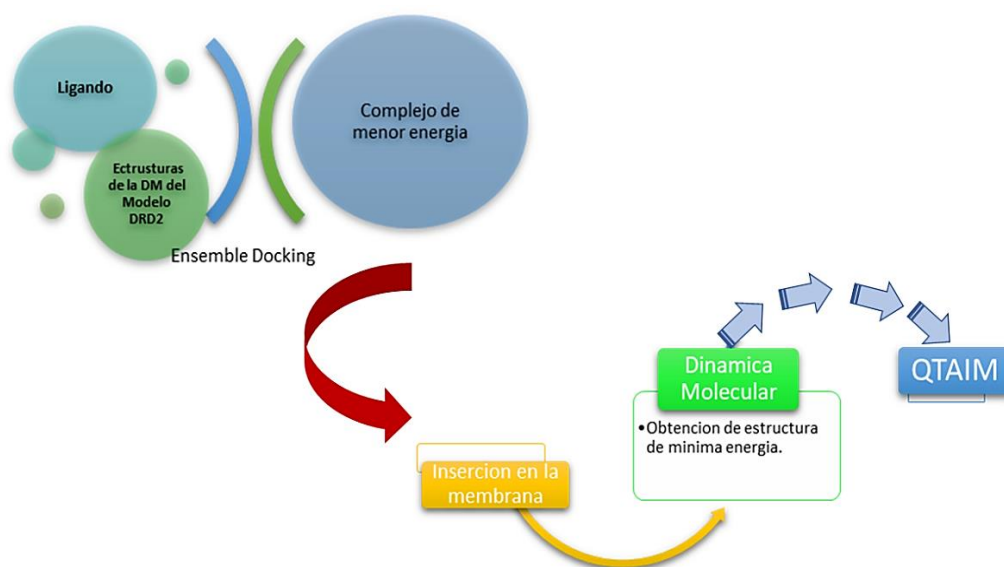 Ligando
Ectrusturas
de la DM del
Modelo
DRD2
Complejo de
menor energia
Ensemble Docking
Insercion en la
membrana
Dinamica
Molecular
•Obtencion de estructura
de minima energia.
QTAIM